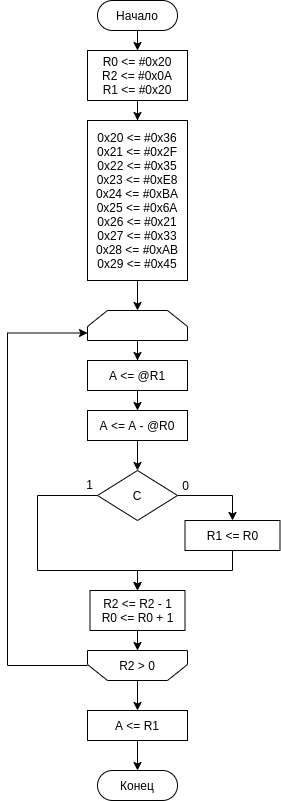 Начало
R0 <= #0x20
R2 <= #0x0A
R1 <= #0x20
0x20 <= #0x36
0x21 <= #0x2F
0x22 <= #0x35
0x23 <= #0xE8
0x24 <= #0xBA
0x25 <= #0x6A
0x26 <= #0x21
0x27 <= #0x33
0x28 <= #0xAB
0x29 <= #0x45
A <= @R1
A <= A - @R0
1
C
0
R1 <= R0
R2 <= R2 - 1
R0 <= R0 + 1
R2 > 0
A <= R1
Конец